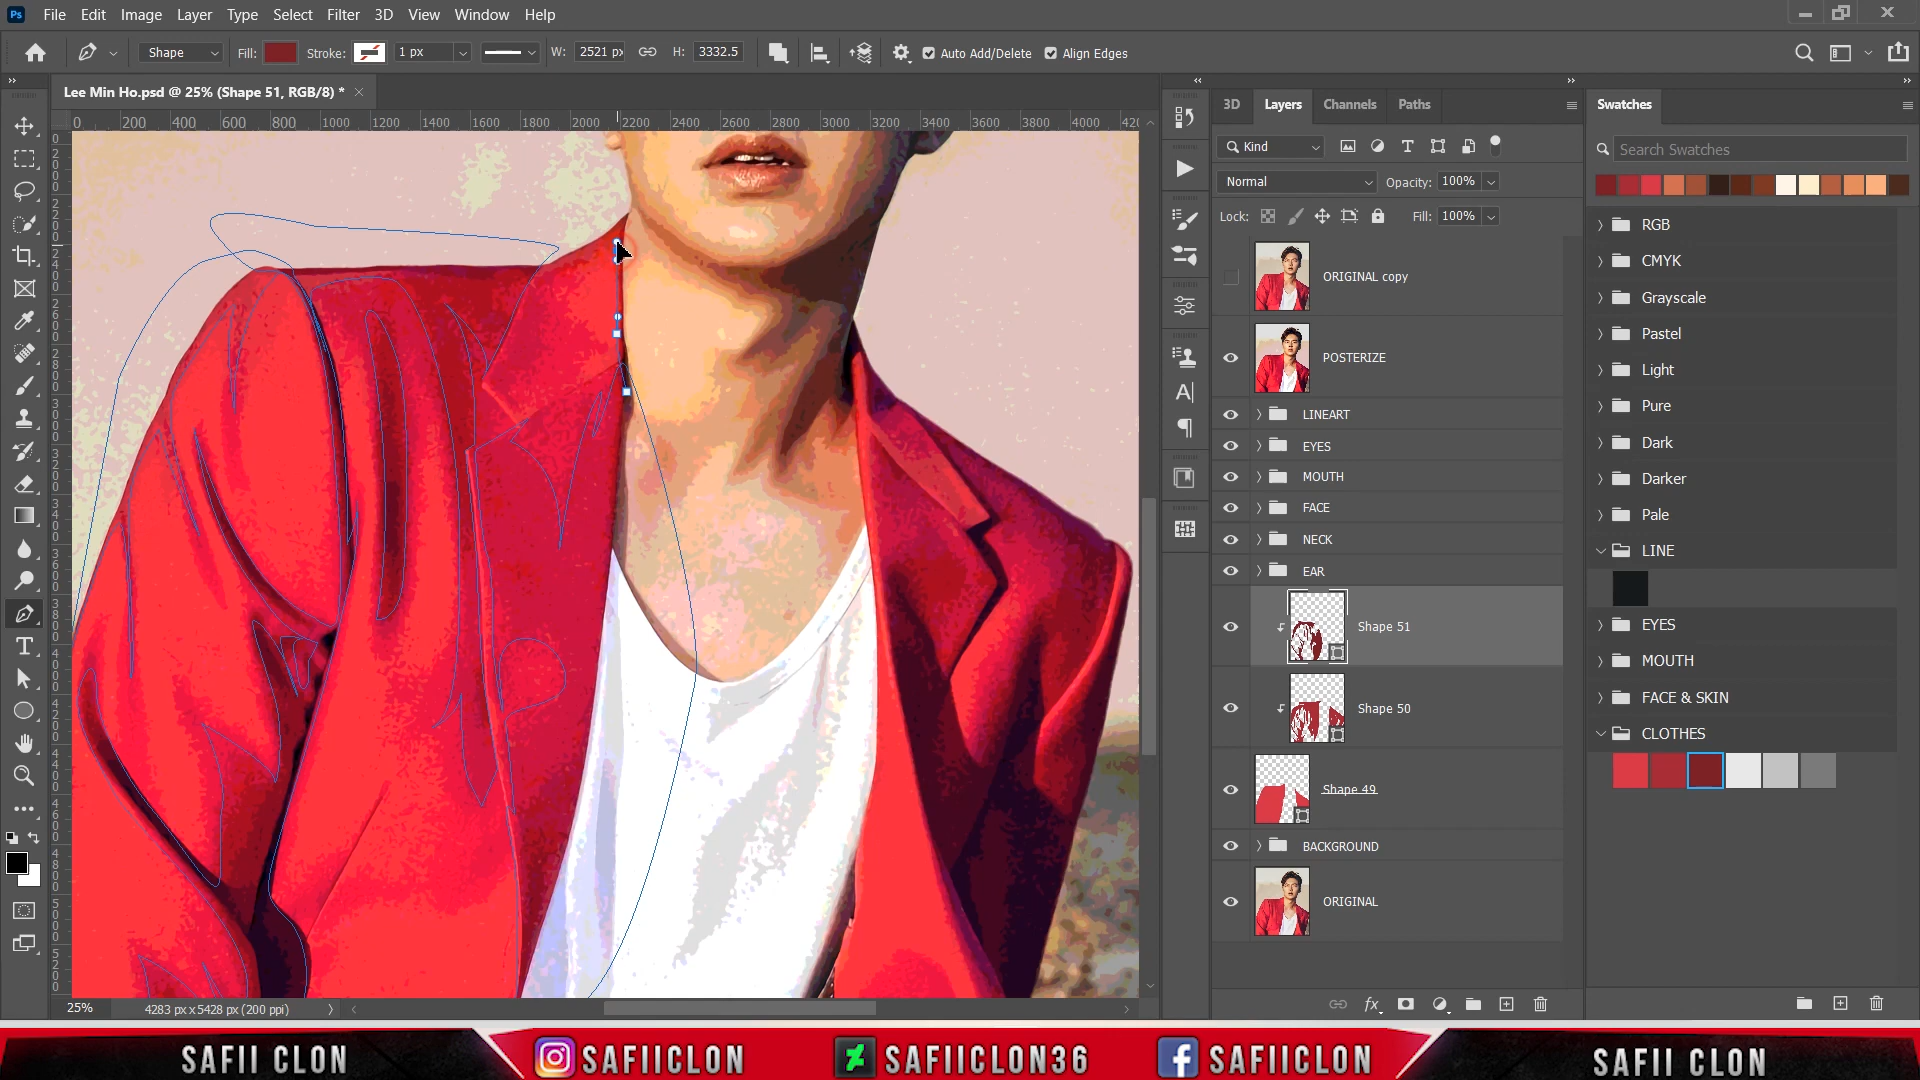 Ps File Edit Image Layer Type Select Filter 3D View Window Help
Shape Fill: Stroke: 1 px W: 2521 px H: 3332.5 Auto Add/Delete Align Edges
Lee Min Ho.psd @ 25% (Shape 51, RGB/8) *
0 200 400 600 800 1000 1200 1400 1600 1800 2000 2200 2400 2600 2800 3000 3200 3400 3600 3800 4000 420
3D Layers Channels Paths
Kind
Normal Opacity: 100%
Lock: Fill: 100%
ORIGINAL copy
POSTERIZE
LINEART
EYES
MOUTH
FACE
NECK
EAR
Shape 51
Shape 50
Shape 49
BACKGROUND
ORIGINAL
Swatches
Search Swatches
RGB
CMYK
Grayscale
Pastel
Light
Pure
Dark
Darker
Pale
LINE
EYES
MOUTH
FACE & SKIN
CLOTHES
25% 4283 px x 5428 px (200 ppi)
SAFII CLON SAFIICLON SAFIICLON36 SAFIICLON SAFII CLON